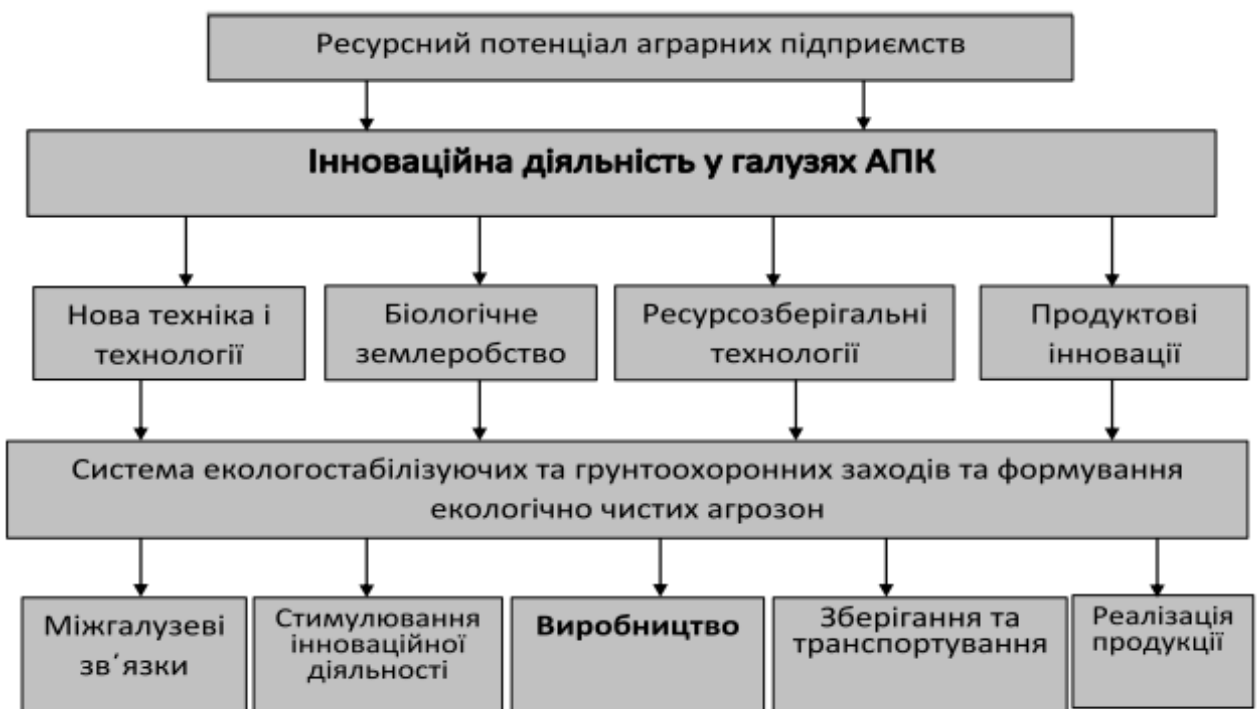 Ресурсний потенціал аграрних підприємств
Інноваційна діяльність у галузях АПК
Нова техніка і
технології
Біологічне
землеробство
Ресурсозберігальні
технології
Продуктові
інновації
Система екологостабілізуючих та грунтоохоронних заходів та формування
екологічно чистих агрозон
Міжгалузеві
зв´язки
Стимулювання
інноваційної
діяльності
Виробництво
Зберігання та
транспортування
Реалізація
продукції